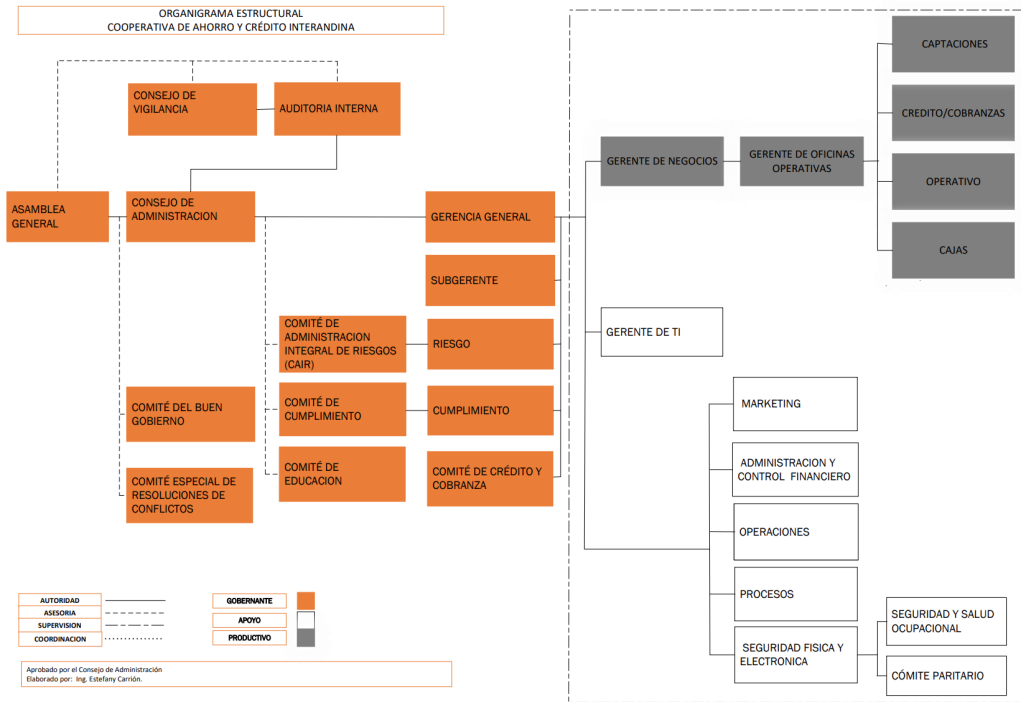 ORGANIGRAMA ESTRUCTURAL
COOPERATIVA DE AHORRO Y CRÉDITO INTERANDINA
CONSEJO DE
VIGILANCIA
AUDITORIA INTERNA
ASAMBLEA
GENERAL
CONSEJO DE
ADMINISTRACION
GERENCIA GENERAL
SUBGERENTE
COMITÉ DE
ADMINISTRACION
INTEGRAL DE RIESGOS
(CAIR)
RIESGO
COMITÉ DEL BUEN
GOBIERNO
COMITÉ DE
CUMPLIMIENTO
CUMPLIMIENTO
COMITÉ ESPECIAL DE
RESOLUCIONES DE
CONFLICTOS
COMITÉ DE
EDUCACION
COMITÉ DE CRÉDITO Y
COBRANZA
GERENTE DE NEGOCIOS
GERENTE DE OFICINAS
OPERATIVAS
CAPTACIONES
CREDITO/COBRANZAS
OPERATIVO
CAJAS
GERENTE DE TI
MARKETING
ADMINISTRACION Y
CONTROL FINANCIERO
OPERACIONES
PROCESOS
SEGURIDAD FISICA Y
ELECTRONICA
SEGURIDAD Y SALUD
OCUPACIONAL
CÓMITE PARITARIO
AUTORIDAD
ASESORIA
SUPERVISION
COORDINACION
GOBERNANTE
APOYO
PRODUCTIVO
Aprobado por el Consejo de Administración
Elaborado por: Ing. Estefany Carrión.